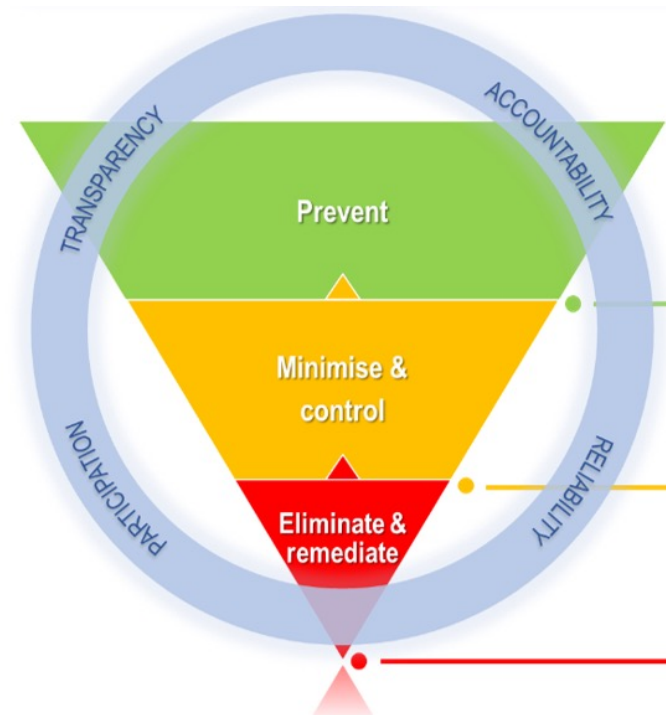 TRANSPARENCY
ACCOUNTABILITY
Prevent
Minimise &
control
PARTICIPATION
RELIABILITY
Eliminate &
remediate